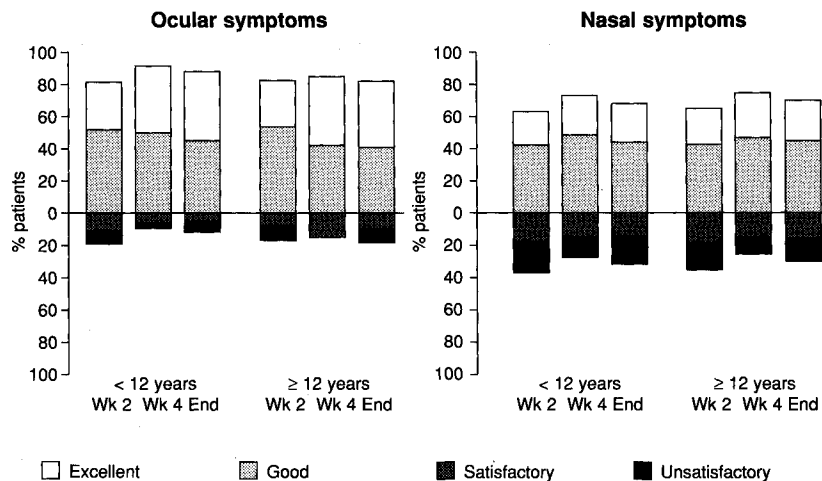 Ocular symptoms
100
80
60
40
20
0
20
40
60
80
100
% patients
< 12 years
Wk 2 Wk 4 End
≥ 12 years
Wk 2 Wk 4 End
Nasal symptoms
100
80
60
40
20
0
20
40
60
80
100
% patients
< 12 years
Wk 2 Wk 4 End
≥ 12 years
Wk 2 Wk 4 End
Excellent
Good
Satisfactory
Unsatisfactory